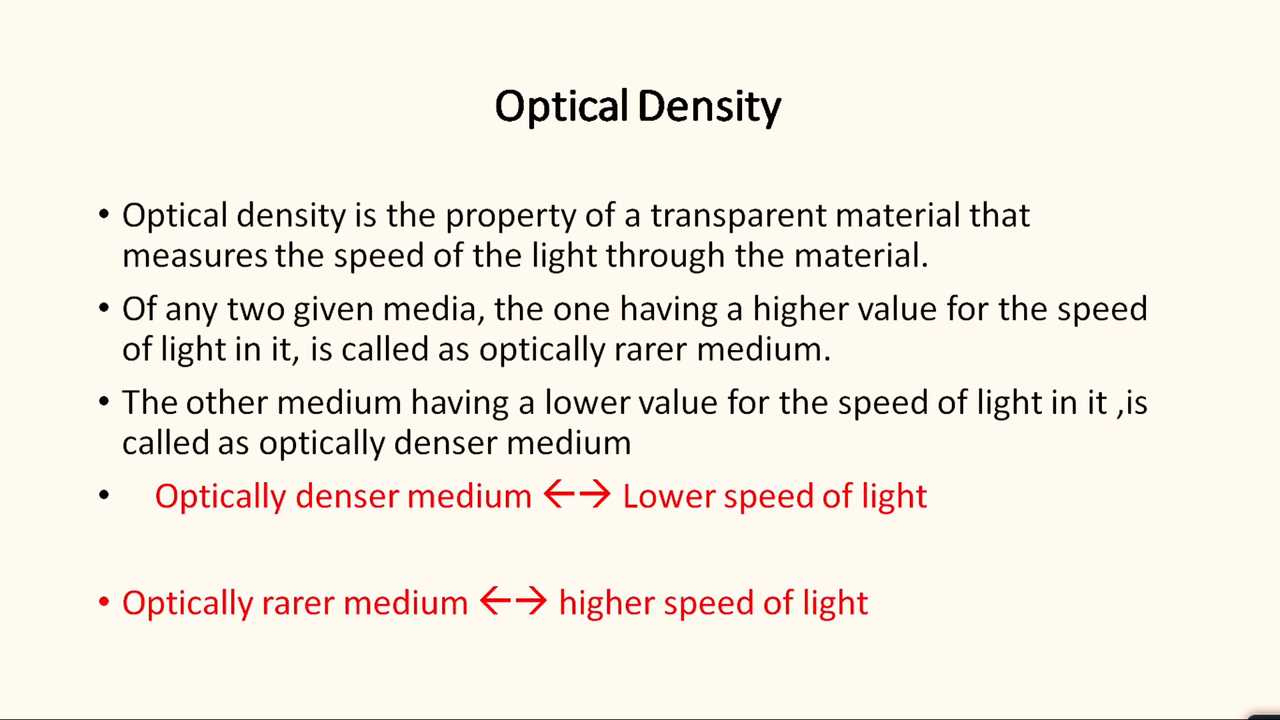 Optical Density
• Optical density is the property of a transparent material that
measures the speed of the light through the material.
• Of any two given media, the one having a higher value for the speed
of light in it, is called as optically rarer medium.
• The other medium having a lower value for the speed of light in it ,is
called as optically denser medium
• Optically denser medium ←→ Lower speed of light
• Optically rarer medium ←→ higher speed of light